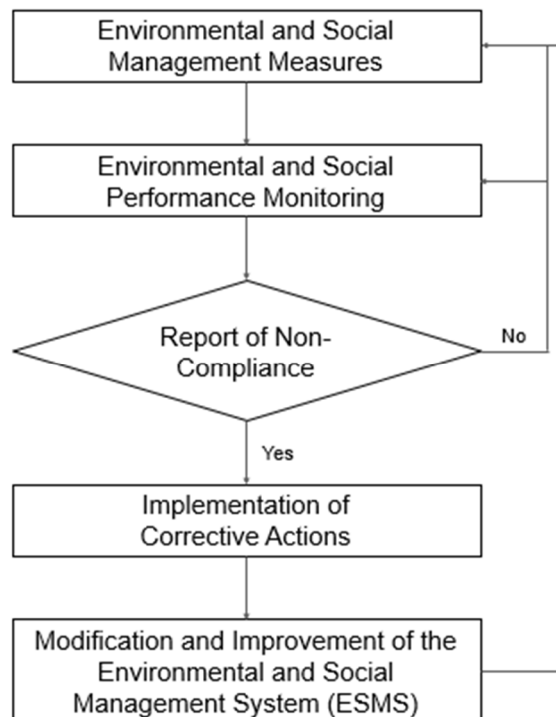 Environmental and Social
Management Measures
Environmental and Social
Performance Monitoring
Report of Non-
Compliance
No
Yes
Implementation of
Corrective Actions
Modification and Improvement of the
Environmental and Social
Management System (ESMS)